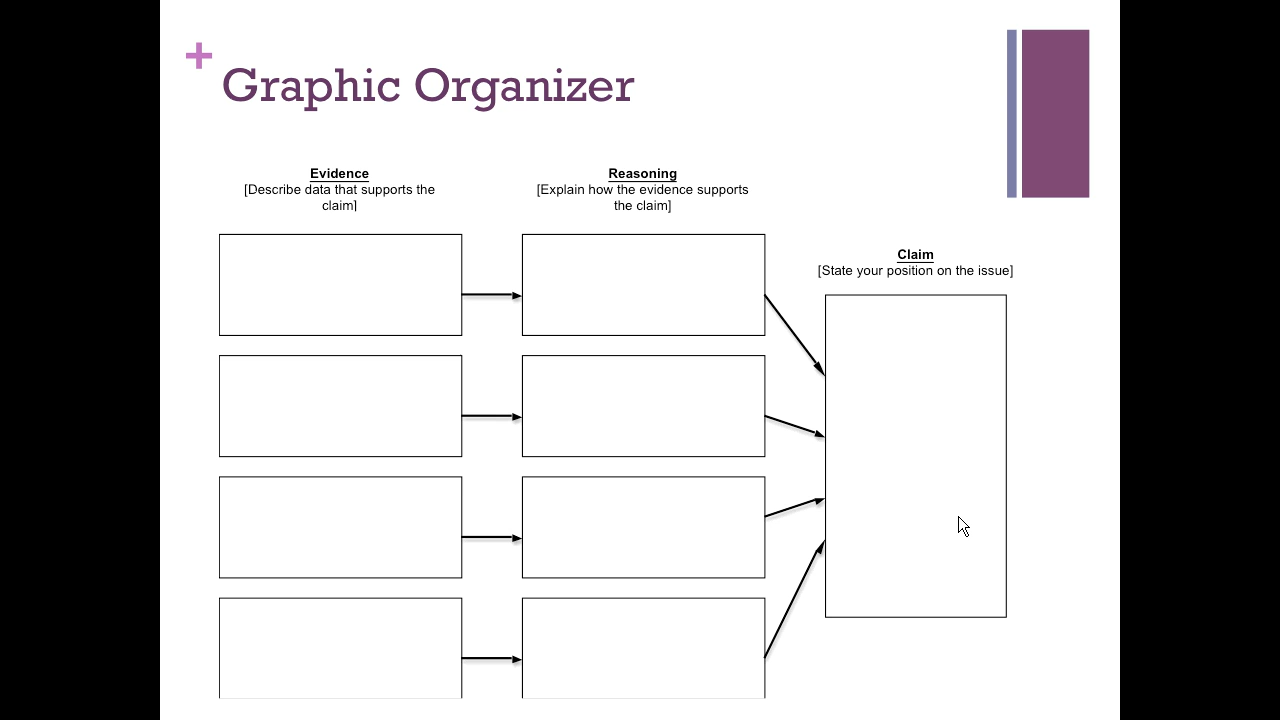 +
Graphic Organizer
Evidence
[Describe data that supports the
claim]
Reasoning
[Explain how the evidence supports
the claim]
Claim
[State your position on the issue]